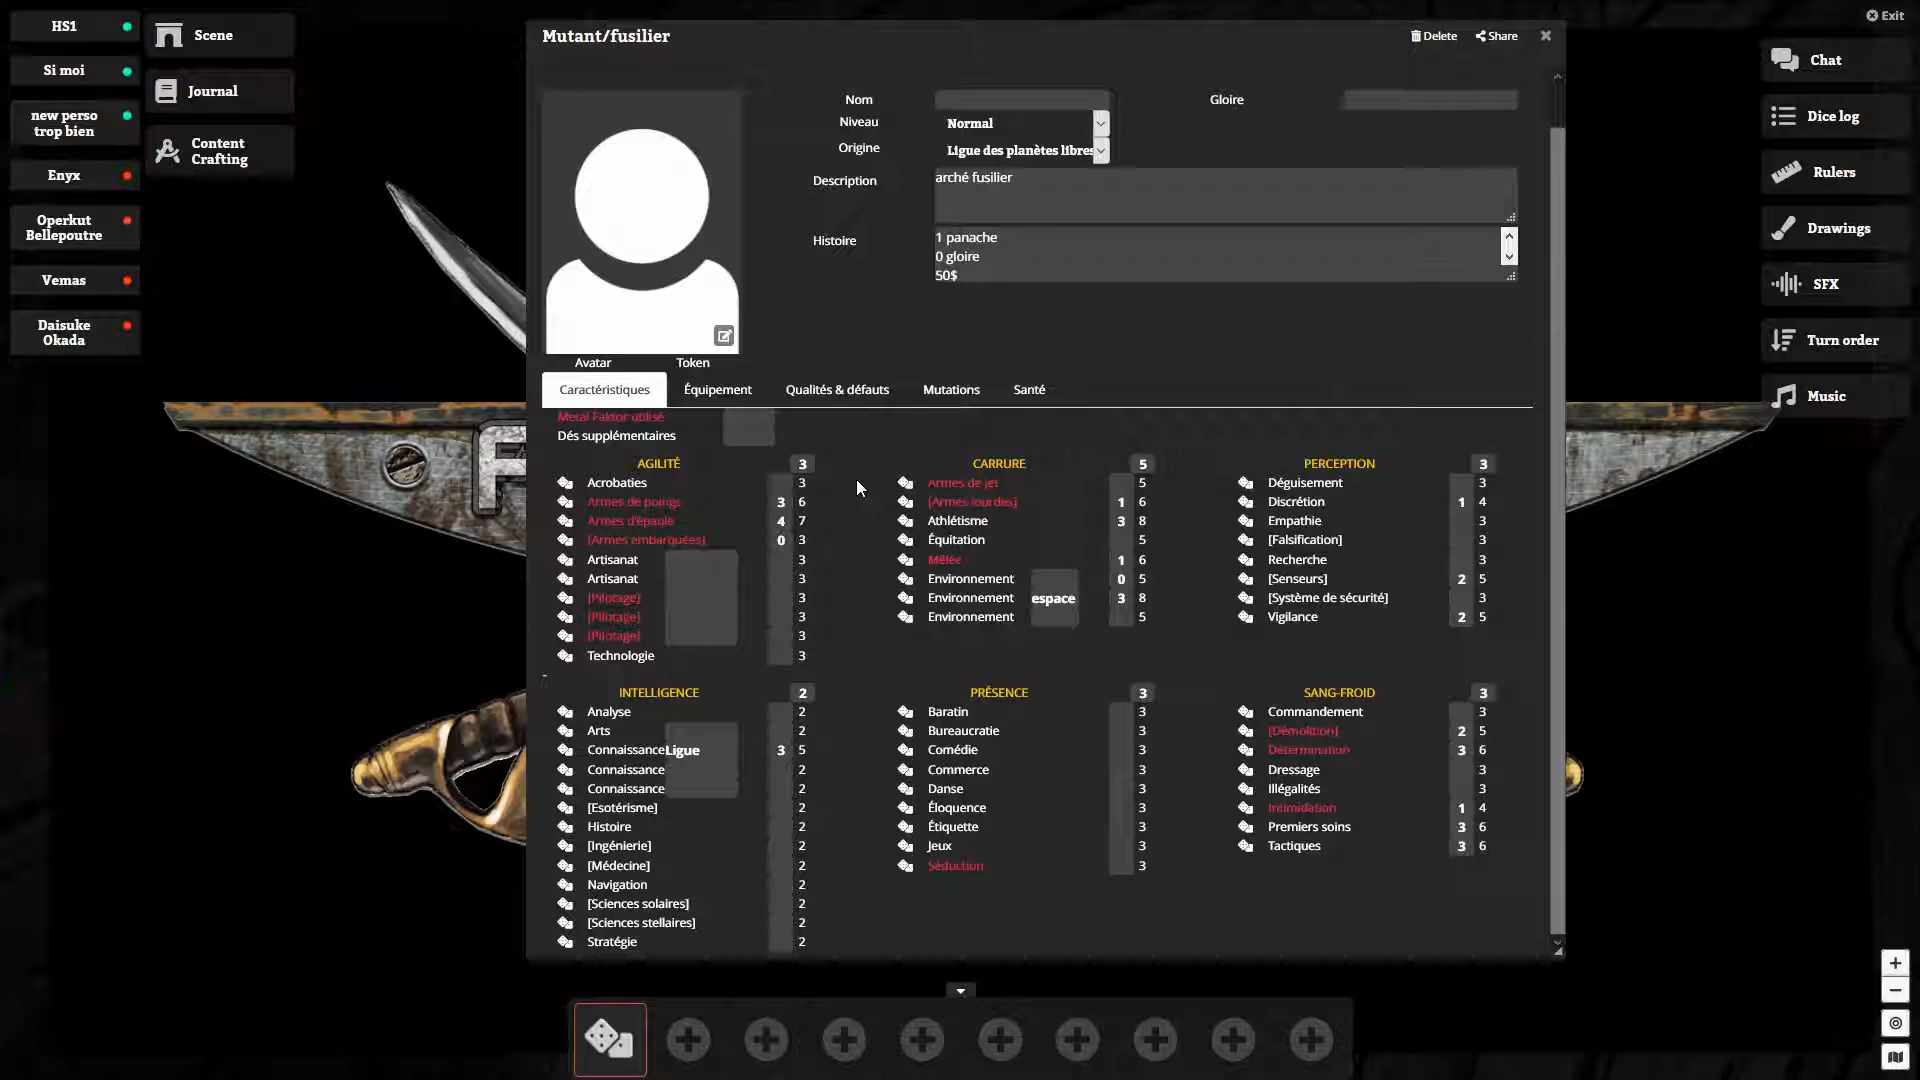 HS1
Si moi
new perso
trop bien
Enyx
Operkut
Bellepoutre
Vemas
Daisuke
Okada
Scene
Journal
Content
Crafting
Mutant/fusilier
Delete
Share
Exit
Nom
Gloire
Niveau
Normal
Origine
Ligue des planètes libres
Description
arché fusilier
Histoire
1 panache
0 gloire
50$
Avatar
Token
Caractéristiques
Équipement
Qualités & défauts
Mutations
Santé
Metal Faktor utilisé
Dés supplémentaires
AGILITÉ 3
Acrobaties 3
Armes de poings 3 6
Armes d'épaule 4 7
[Armes embarquées] 0 3
Artisanat 3
Artisanat 3
[Pilotage] 3
[Pilotage] 3
[Pilotage] 3
Technologie 3
CARRURE 5
Armes de jet 5
[Armes lourdes] 1 6
Athlétisme 3 8
Équitation 5
Mêlée 1 6
Environnement 0 5
Environnement espace 3 8
Environnement 5
PERCEPTION 3
Déguisement 3
Discrétion 1 4
Empathie 3
[Falsification] 3
Recherche 3
[Senseurs] 2 5
[Système de sécurité] 3
Vigilance 2 5
-
INTELLIGENCE 2
Analyse 2
Arts 2
Connaissance Ligue 3 5
Connaissance 2
Connaissance 2
[Esotérisme] 2
Histoire 2
[Ingénierie] 2
[Médecine] 2
Navigation 2
[Sciences solaires] 2
[Sciences stellaires] 2
Stratégie 2
PRÉSENCE 3
Baratin 3
Bureaucratie 3
Comédie 3
Commerce 3
Danse 3
Éloquence 3
Étiquette 3
Jeux 3
Séduction 3
SANG-FROID 3
Commandement 3
[Démolition] 2 5
Détermination 3 6
Dressage 3
Illégalités 3
Intimidation 1 4
Premiers soins 3 6
Tactiques 3 6
Chat
Dice log
Rulers
Drawings
SFX
Turn order
Music